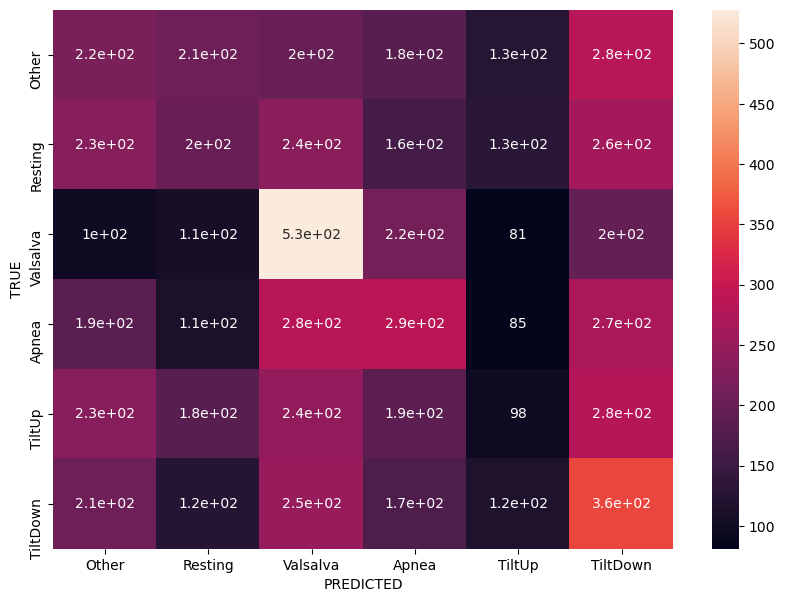 Other 2.2e+02 2.1e+02 2e+02 1.8e+02 1.3e+02 2.8e+02
Resting 2.3e+02 2e+02 2.4e+02 1.6e+02 1.3e+02 2.6e+02
Valsalva 1e+02 1.1e+02 5.3e+02 2.2e+02 81 2e+02
Apnea 1.9e+02 1.1e+02 2.8e+02 2.9e+02 85 2.7e+02
TiltUp 2.3e+02 1.8e+02 2.4e+02 1.9e+02 98 2.8e+02
TiltDown 2.1e+02 1.2e+02 2.5e+02 1.7e+02 1.2e+02 3.6e+02
TRUE
Other Resting Valsalva Apnea TiltUp TiltDown
PREDICTED
500
450
400
350
300
250
200
150
100